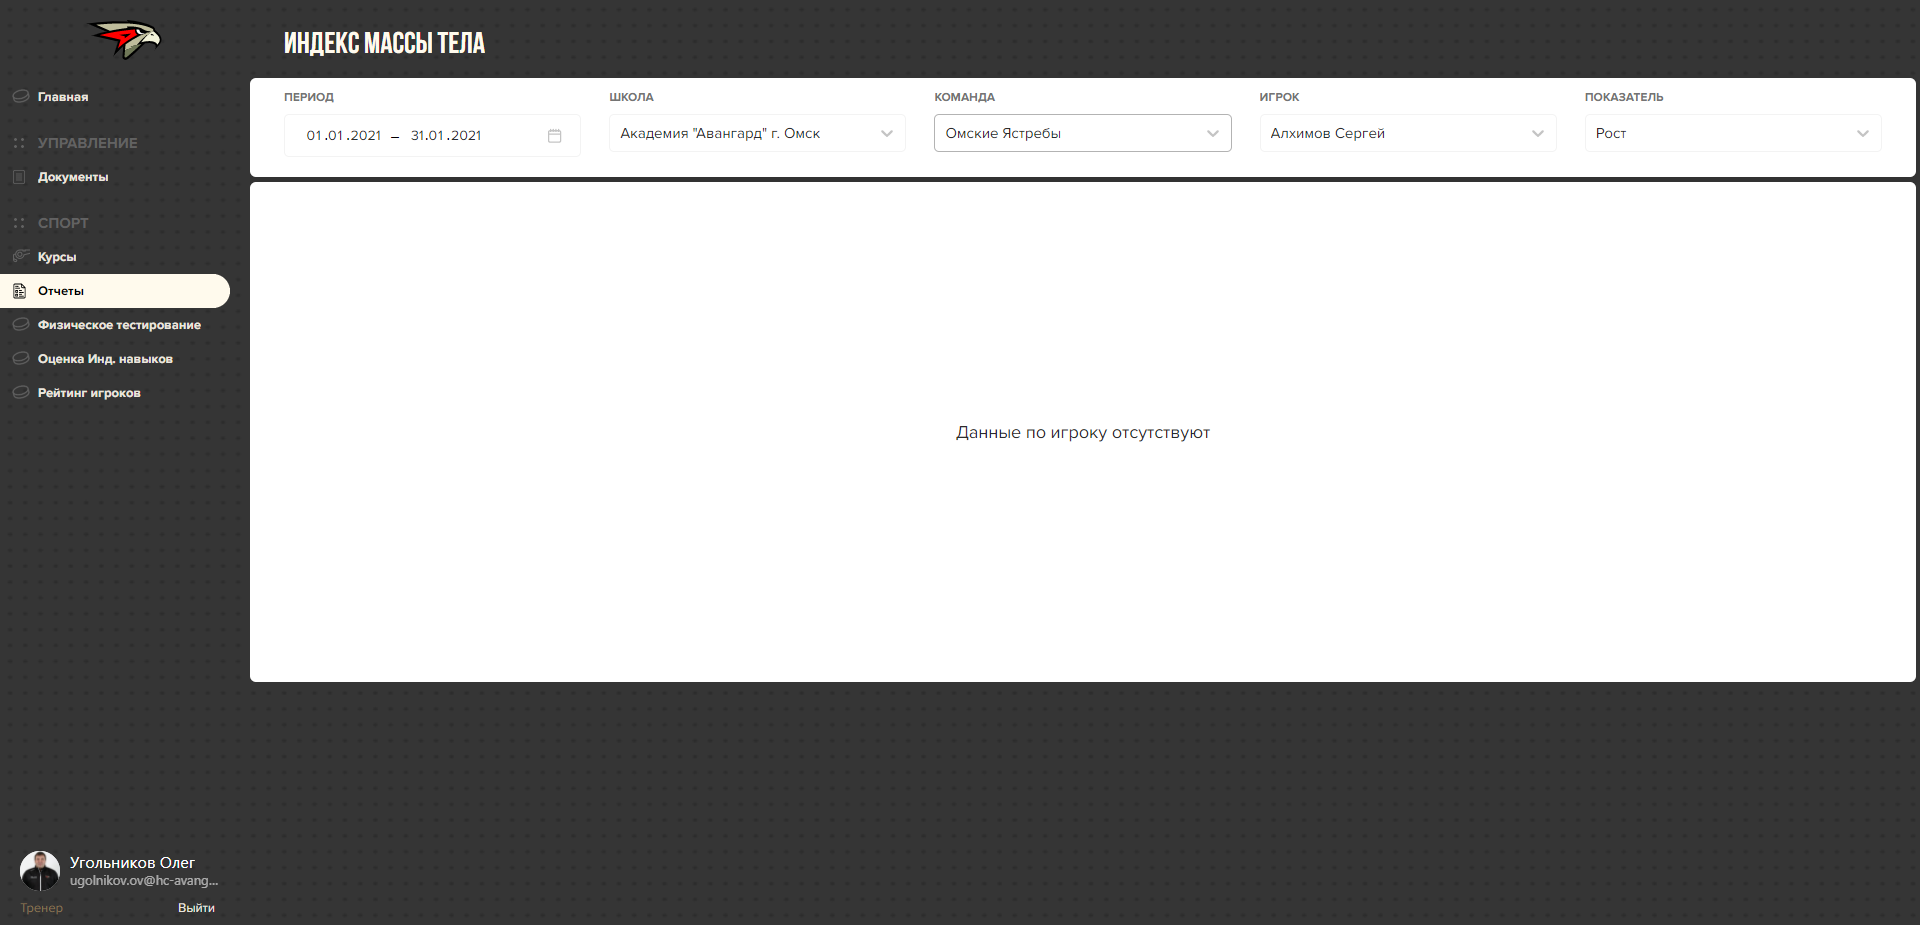 ИНДЕКС МАССЫ ТЕЛА
Главная
УПРАВЛЕНИЕ
Документы
СПОРТ
Курсы
Отчеты
Физическое тестирование
Оценка Инд. навыков
Рейтинг игроков
ПЕРИОД
01.01.2021 – 31.01.2021
ШКОЛА
Академия "Авангард" г. Омск
КОМАНДА
Омские Ястребы
ИГРОК
Алхимов Сергей
ПОКАЗАТЕЛЬ
Рост
Данные по игроку отсутствуют
Угольников Олег
ugolnikov.ov@hc-avang...
Тренер Выйти